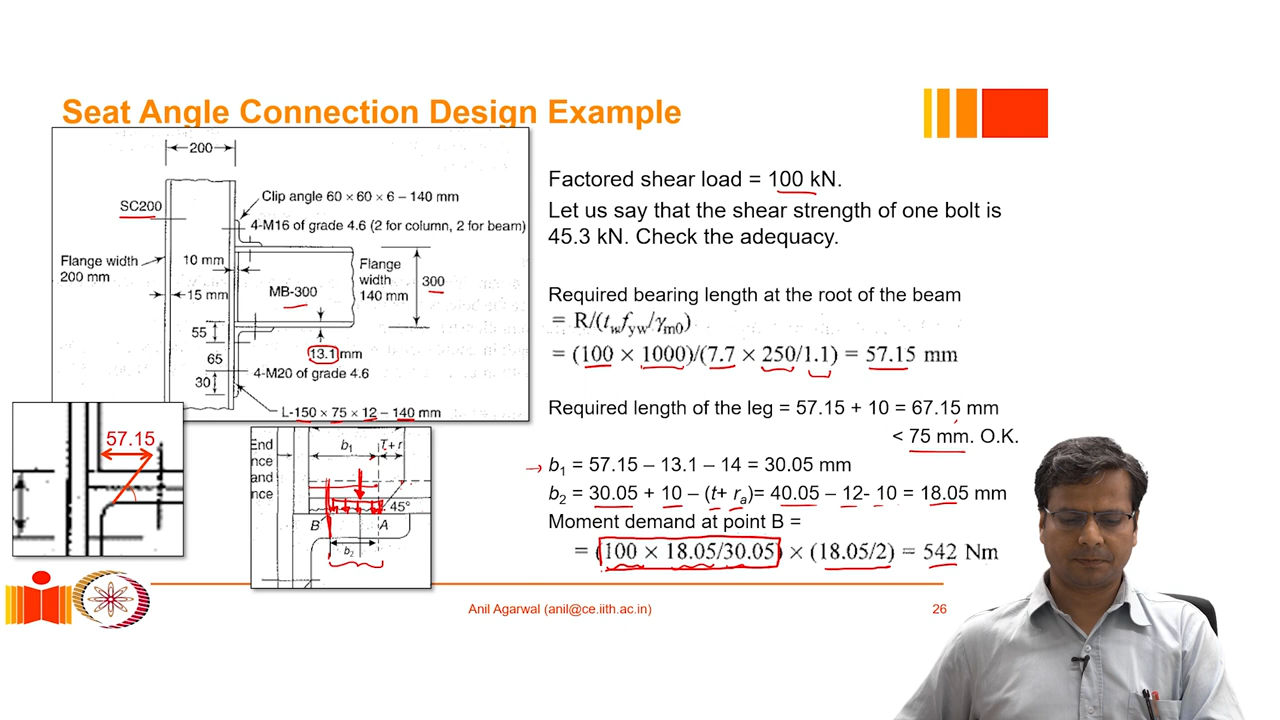 Seat Angle Connection Design Example
200
Clip angle 60 × 60 × 6 – 140 mm
SC200
4-M16 of grade 4.6 (2 for column, 2 for beam)
Flange width
200 mm
10 mm
Flange
width
140 mm
300
MB-300
15 mm
55
13.1 mm
65
4-M20 of grade 4.6
30
L-150 × 75 × 12 – 140 mm
57.15
End
nce
and
nce
b₁
t + r
45°
B
A
b₂
Factored shear load = 100 kN.
Let us say that the shear strength of one bolt is
45.3 kN. Check the adequacy.
Required bearing length at the root of the beam
= R/(t_w f_yw/γ_m0)
= (100 × 1000)/(7.7 × 250/1.1) = 57.15 mm
Required length of the leg = 57.15 + 10 = 67.15 mm
< 75 mm. O.K.
b₁ = 57.15 – 13.1 – 14 = 30.05 mm
b₂ = 30.05 + 10 – (t+ rₐ)= 40.05 – 12- 10 = 18.05 mm
Moment demand at point B =
= (100 × 18.05/30.05) × (18.05/2) = 542 Nm
Anil Agarwal (anil@ce.iith.ac.in)
26